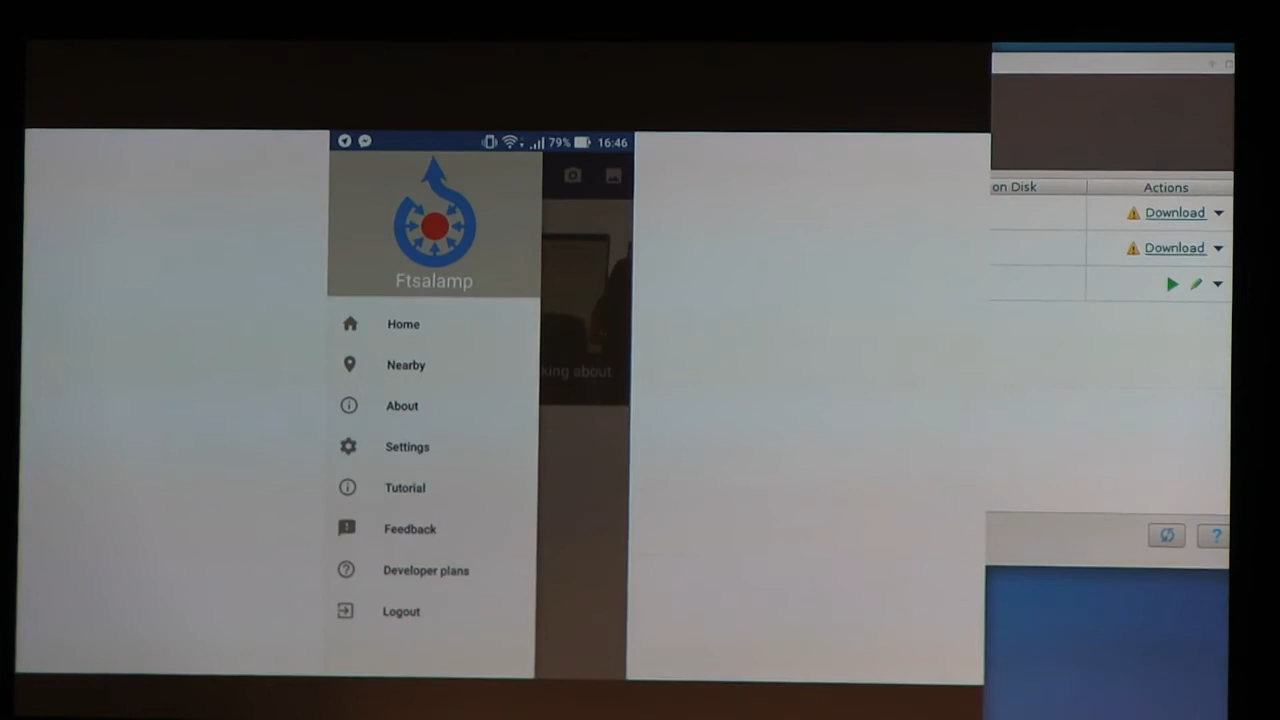 79% 16:46
Ftsalamp
Home
Nearby
About
Settings
Tutorial
Feedback
Developer plans
Logout
king about
on Disk Actions
Download
Download
?